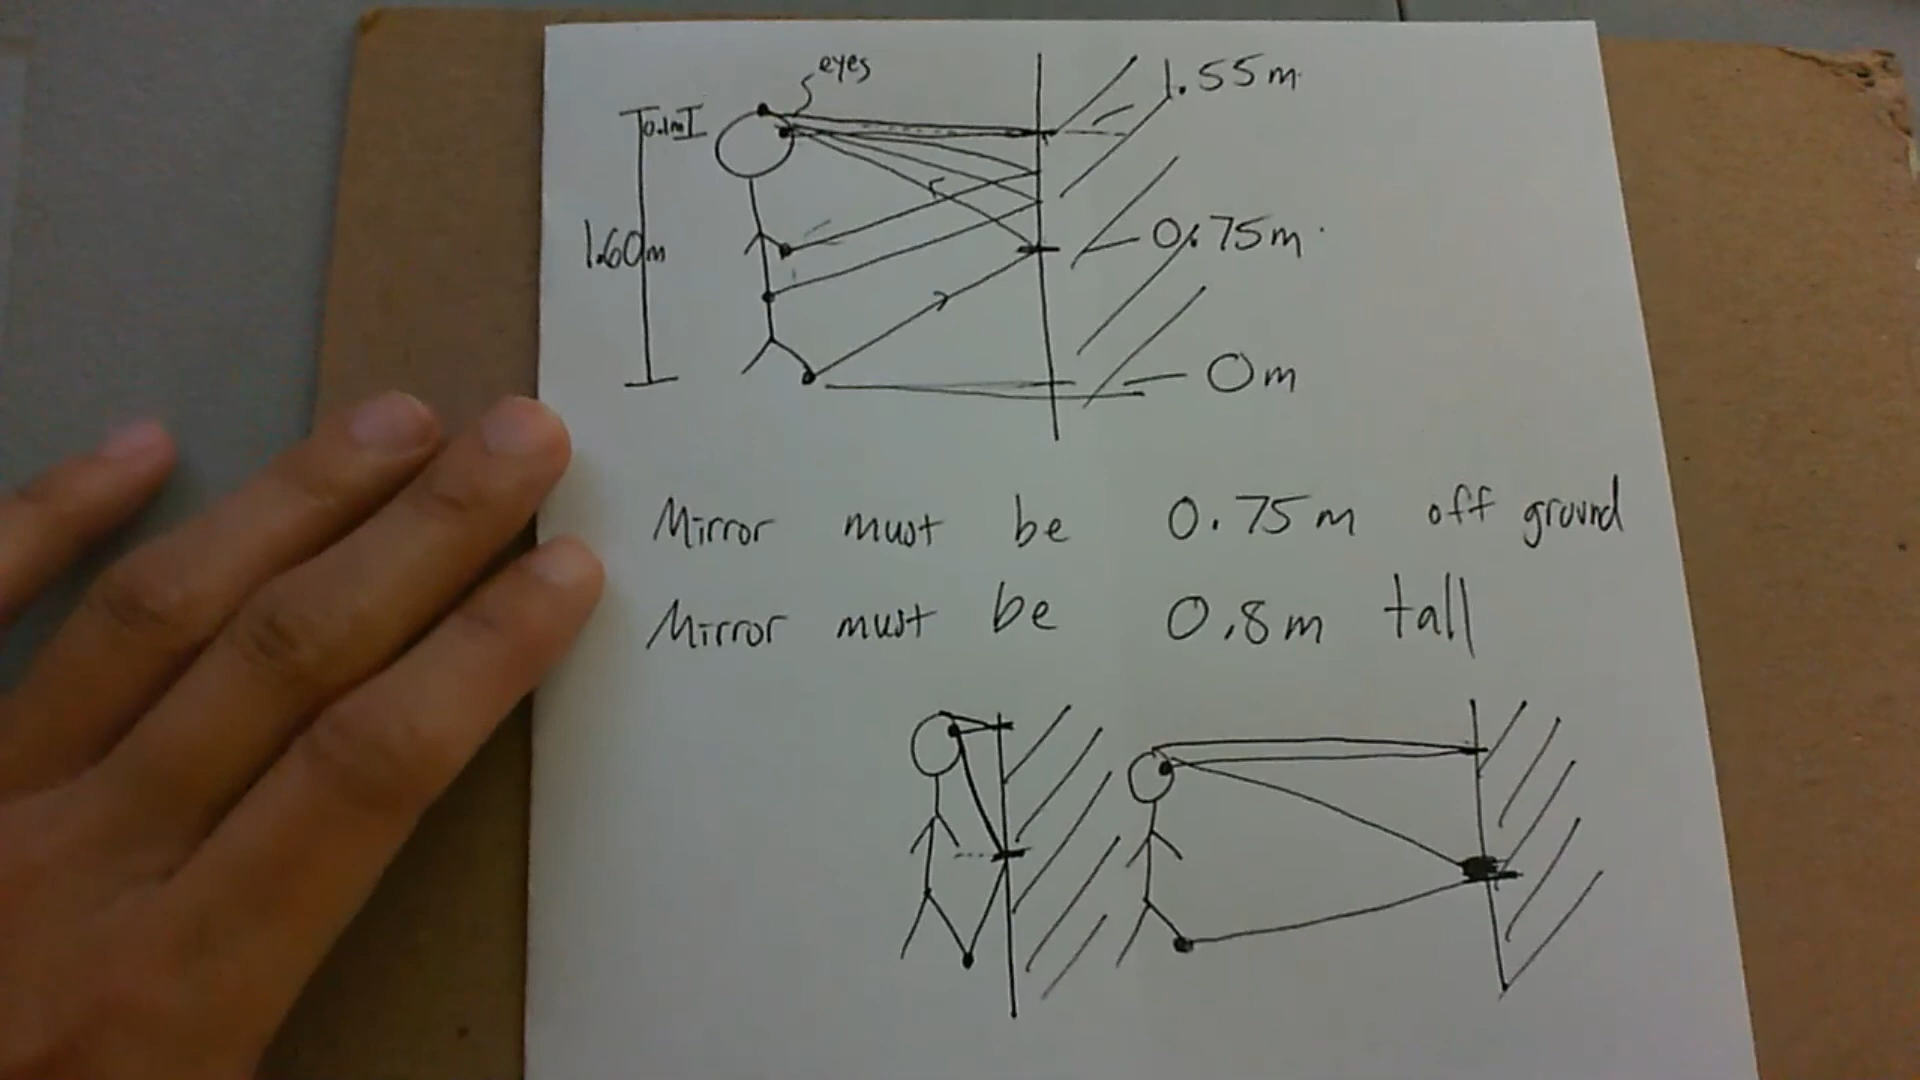 eyes
1.55m
0.1m
1.60m
0.75m
0m
Mirror must be 0.75m off ground
Mirror must be 0.8m tall